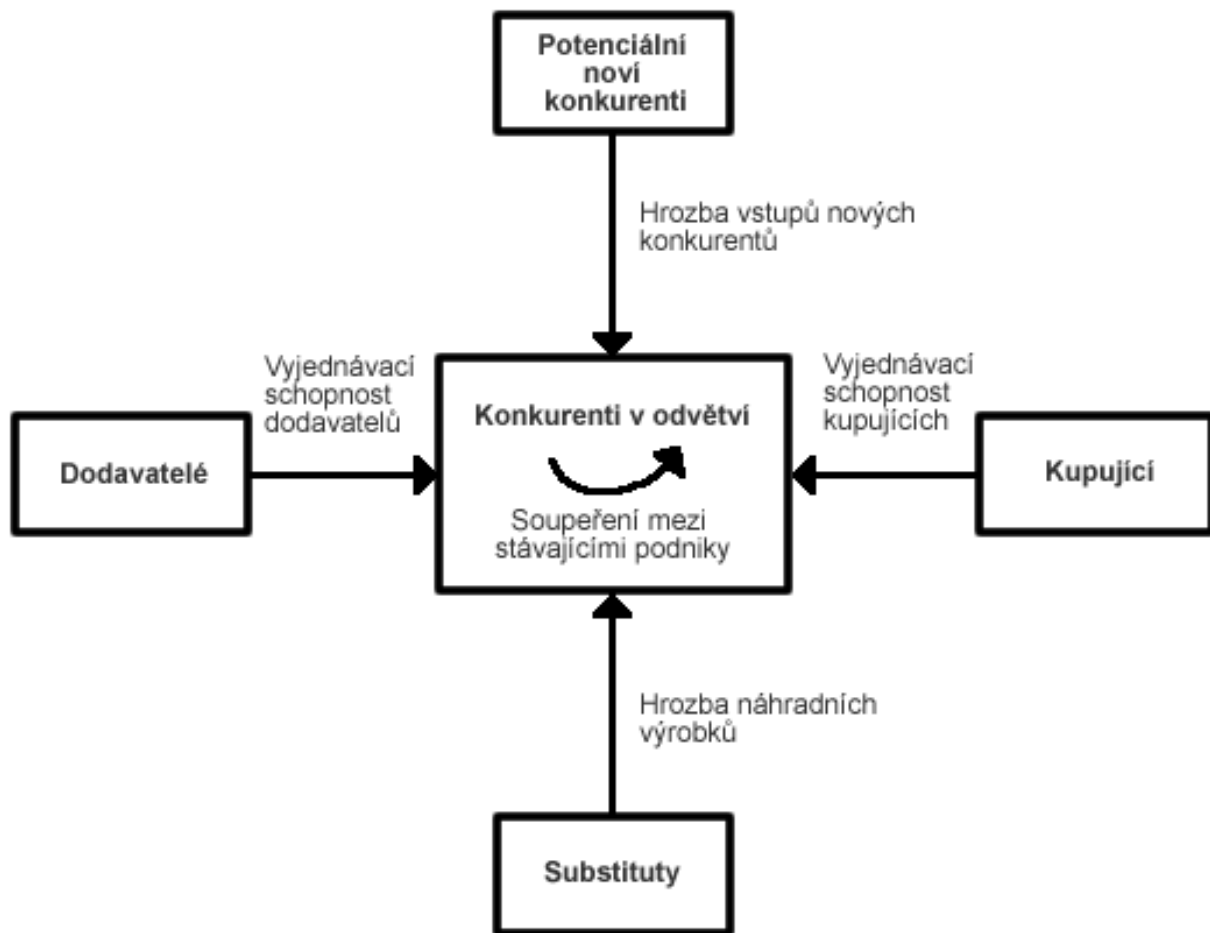 Potenciální
noví
konkurenti
Hrozba vstupů nových
konkurentů
Vyjednávací
schopnost
dodavatelů
Vyjednávací
schopnost
kupujících
Dodavatelé
Konkurenti v odvětví
Soupeření mezi
stávajícími podniky
Kupující
Hrozba náhradních
výrobků
Substituty